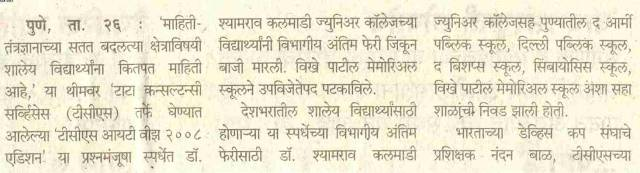 पुणे, ता. २६ : 'माहिती-
तंत्रज्ञानाच्या सतत बदलत्या क्षेत्राविषयी
शालेय विद्यार्थ्यांना कितपत माहिती
आहे,' या थीमवर 'टाटा कन्सल्टन्सी
सर्व्हिसेस (टीसीएस) तर्फे घेण्यात
आलेल्या 'टीसीएस आयटी वीझ २००८
एडिशन' या प्रश्नमंजूषा स्पर्धेत डॉ.
श्यामराव कलमाडी ज्युनिअर कॉलेजच्या
विद्यार्थ्यांनी विभागीय अंतिम फेरी जिंकून
बाजी मारली. विखे पाटील मेमोरिअल
स्कूलने उपविजेतेपद पटकाविले.
देशभरातील शालेय विद्यार्थ्यांसाठी
होणाऱ्या या स्पर्धेच्या विभागीय अंतिम
फेरीसाठी डॉ. श्यामराव कलमाडी
ज्युनिअर कॉलेजसह पुण्यातील द आर्मी
पब्लिक स्कूल, दिल्ली पब्लिक स्कूल,
द बिशप्स स्कूल, सिंबायोसिस स्कूल,
विखे पाटील मेमोरिअल स्कूल अशा सहा
शाळांची निवड झाली होती.
भारताच्या डेव्हिस कप संघाचे
प्रशिक्षक नंदन बाळ, टीसीएसच्या